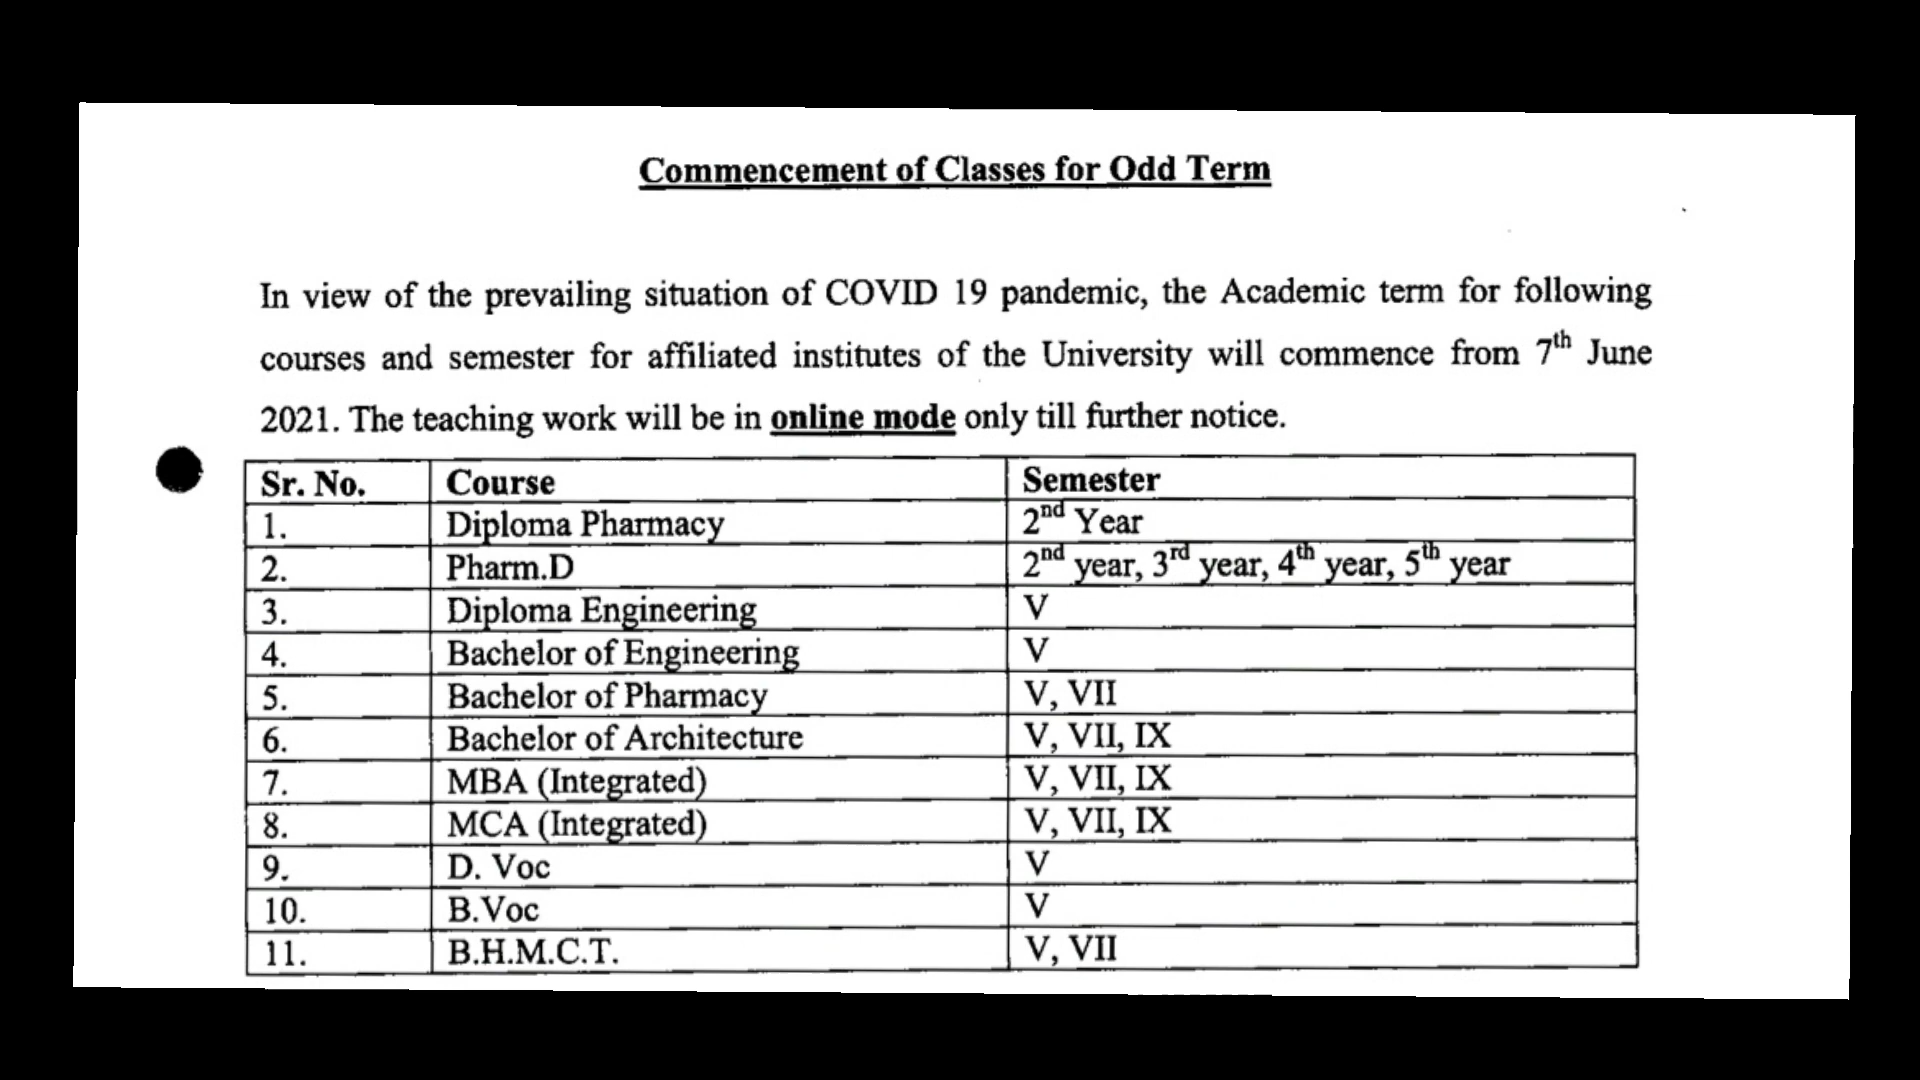 Commencement of Classes for Odd Term
In view of the prevailing situation of COVID 19 pandemic, the Academic term for following
courses and semester for affiliated institutes of the University will commence from 7th June
2021. The teaching work will be in online mode only till further notice.
Sr. No. Course Semester
1. Diploma Pharmacy 2nd Year
2. Pharm.D 2nd year, 3rd year, 4th year, 5th year
3. Diploma Engineering V
4. Bachelor of Engineering V
5. Bachelor of Pharmacy V, VII
6. Bachelor of Architecture V, VII, IX
7. MBA (Integrated) V, VII, IX
8. MCA (Integrated) V, VII, IX
9. D. Voc V
10. B.Voc V
11. B.H.M.C.T. V, VII